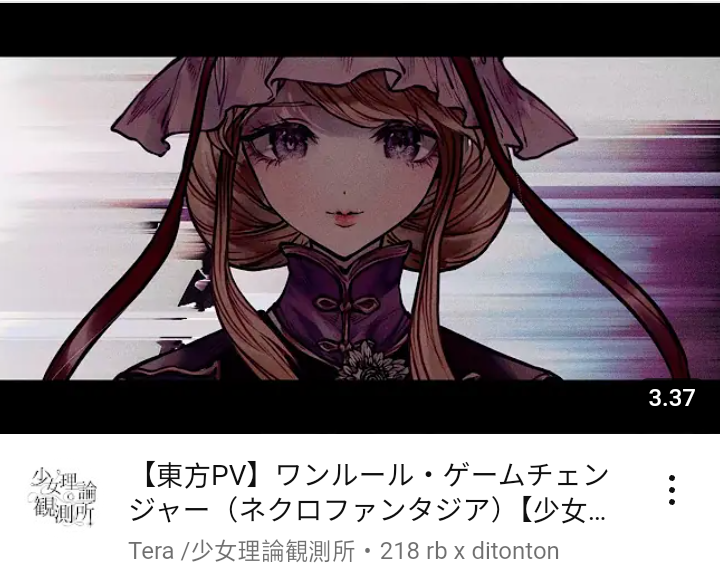 3.37
少女理論
観測所
【東方PV】ワンルール・ゲームチェン
ジャー（ネクロファンタジア）【少女...
Tera /少女理論観測所・218 rb x ditonton